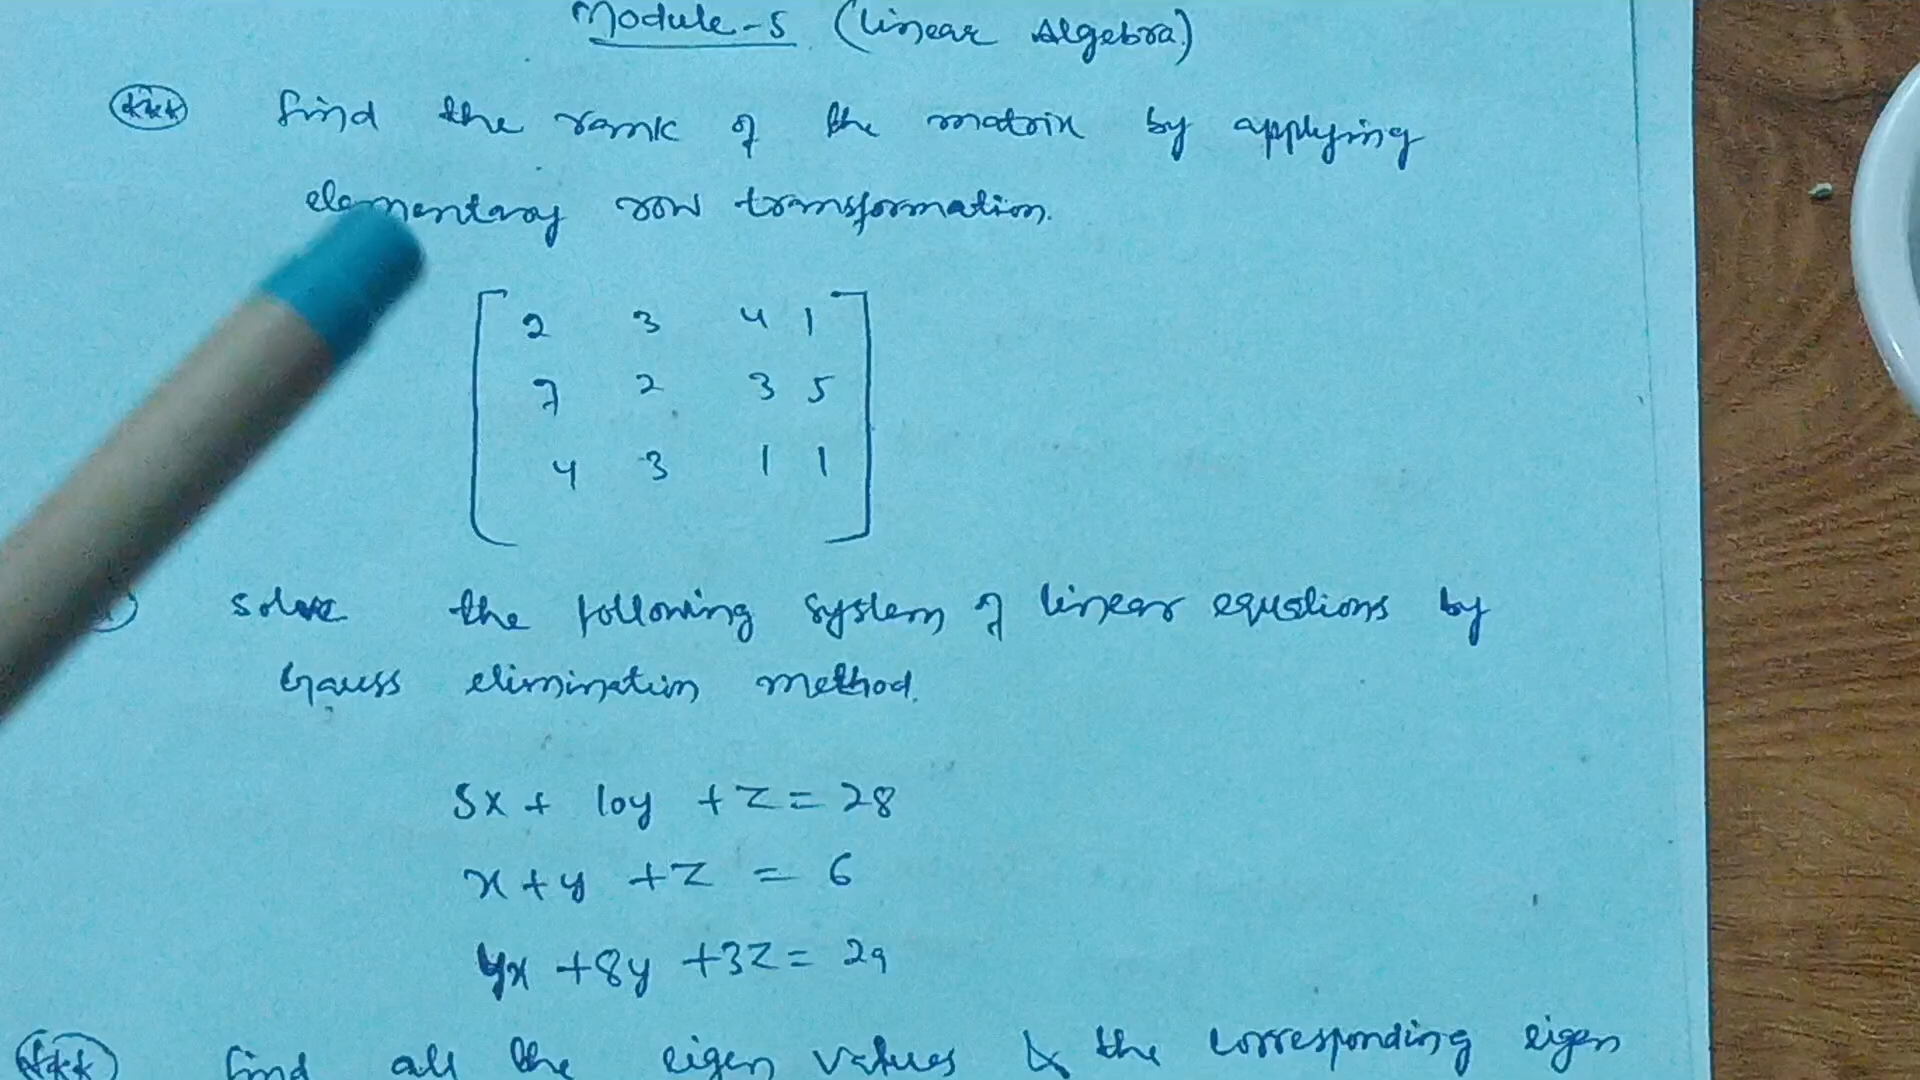 Module-5 (Linear Algebra)
*** find the rank of the matrix by applying
elementary row transformation.
2 3 4 1
7 2 3 5
4 3 1 1
solve the following system of linear equations by
Gauss elimination method.
5x + 10y + z = 28
x + y + z = 6
4x + 8y + 3z = 29
*** find all the eigen values & the corresponding eigen